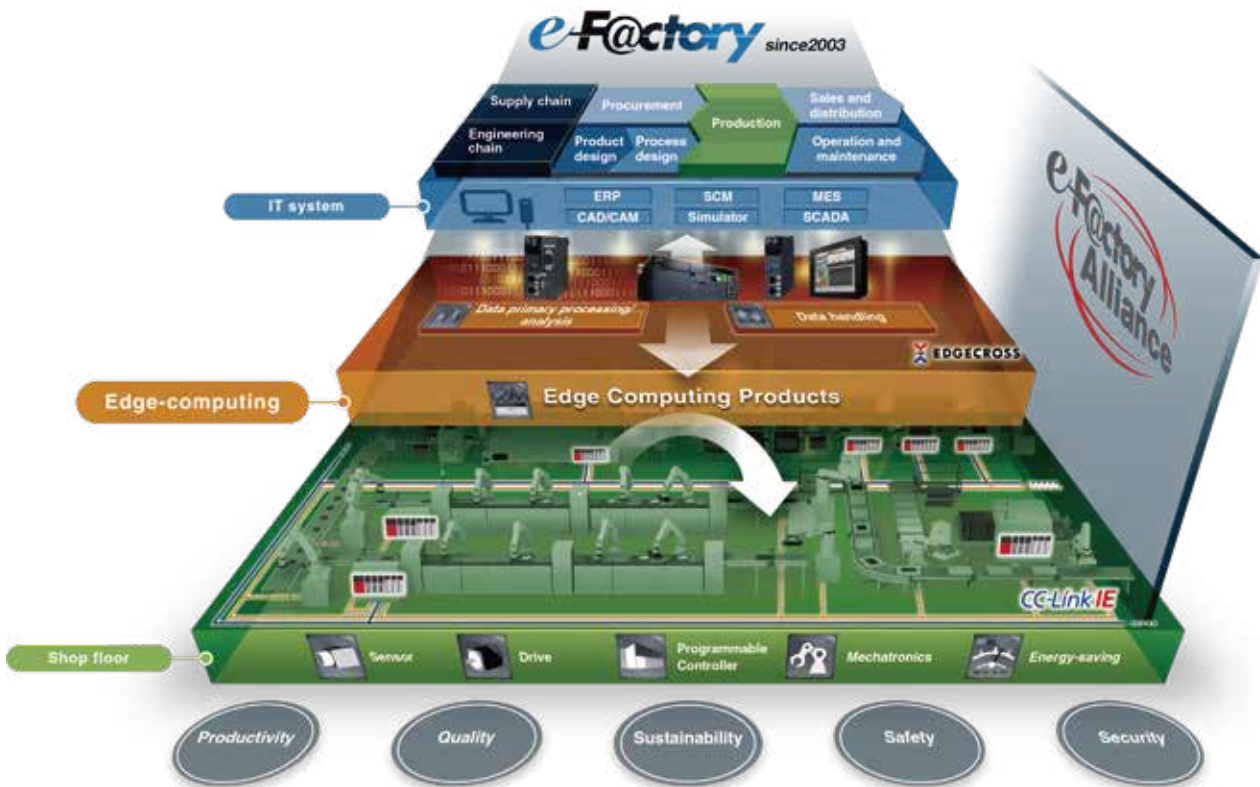 e-F@ctory since2003
Supply chain
Procurement
Production
Sales and
distribution
Engineering
chain
Product
design
Process
design
Operation and
maintenance
IT system
ERP
SCM
MES
CAD/CAM
Simulator
SCADA
e-F@ctory
Alliance
Data primary processing/
analysis
Data handling
EDGECROSS
Edge-computing
Edge Computing Products
CC-Link IE
Shop floor
Sensor
Drive
Programmable
Controller
Mechatronics
Energy-saving
Productivity
Quality
Sustainability
Safety
Security